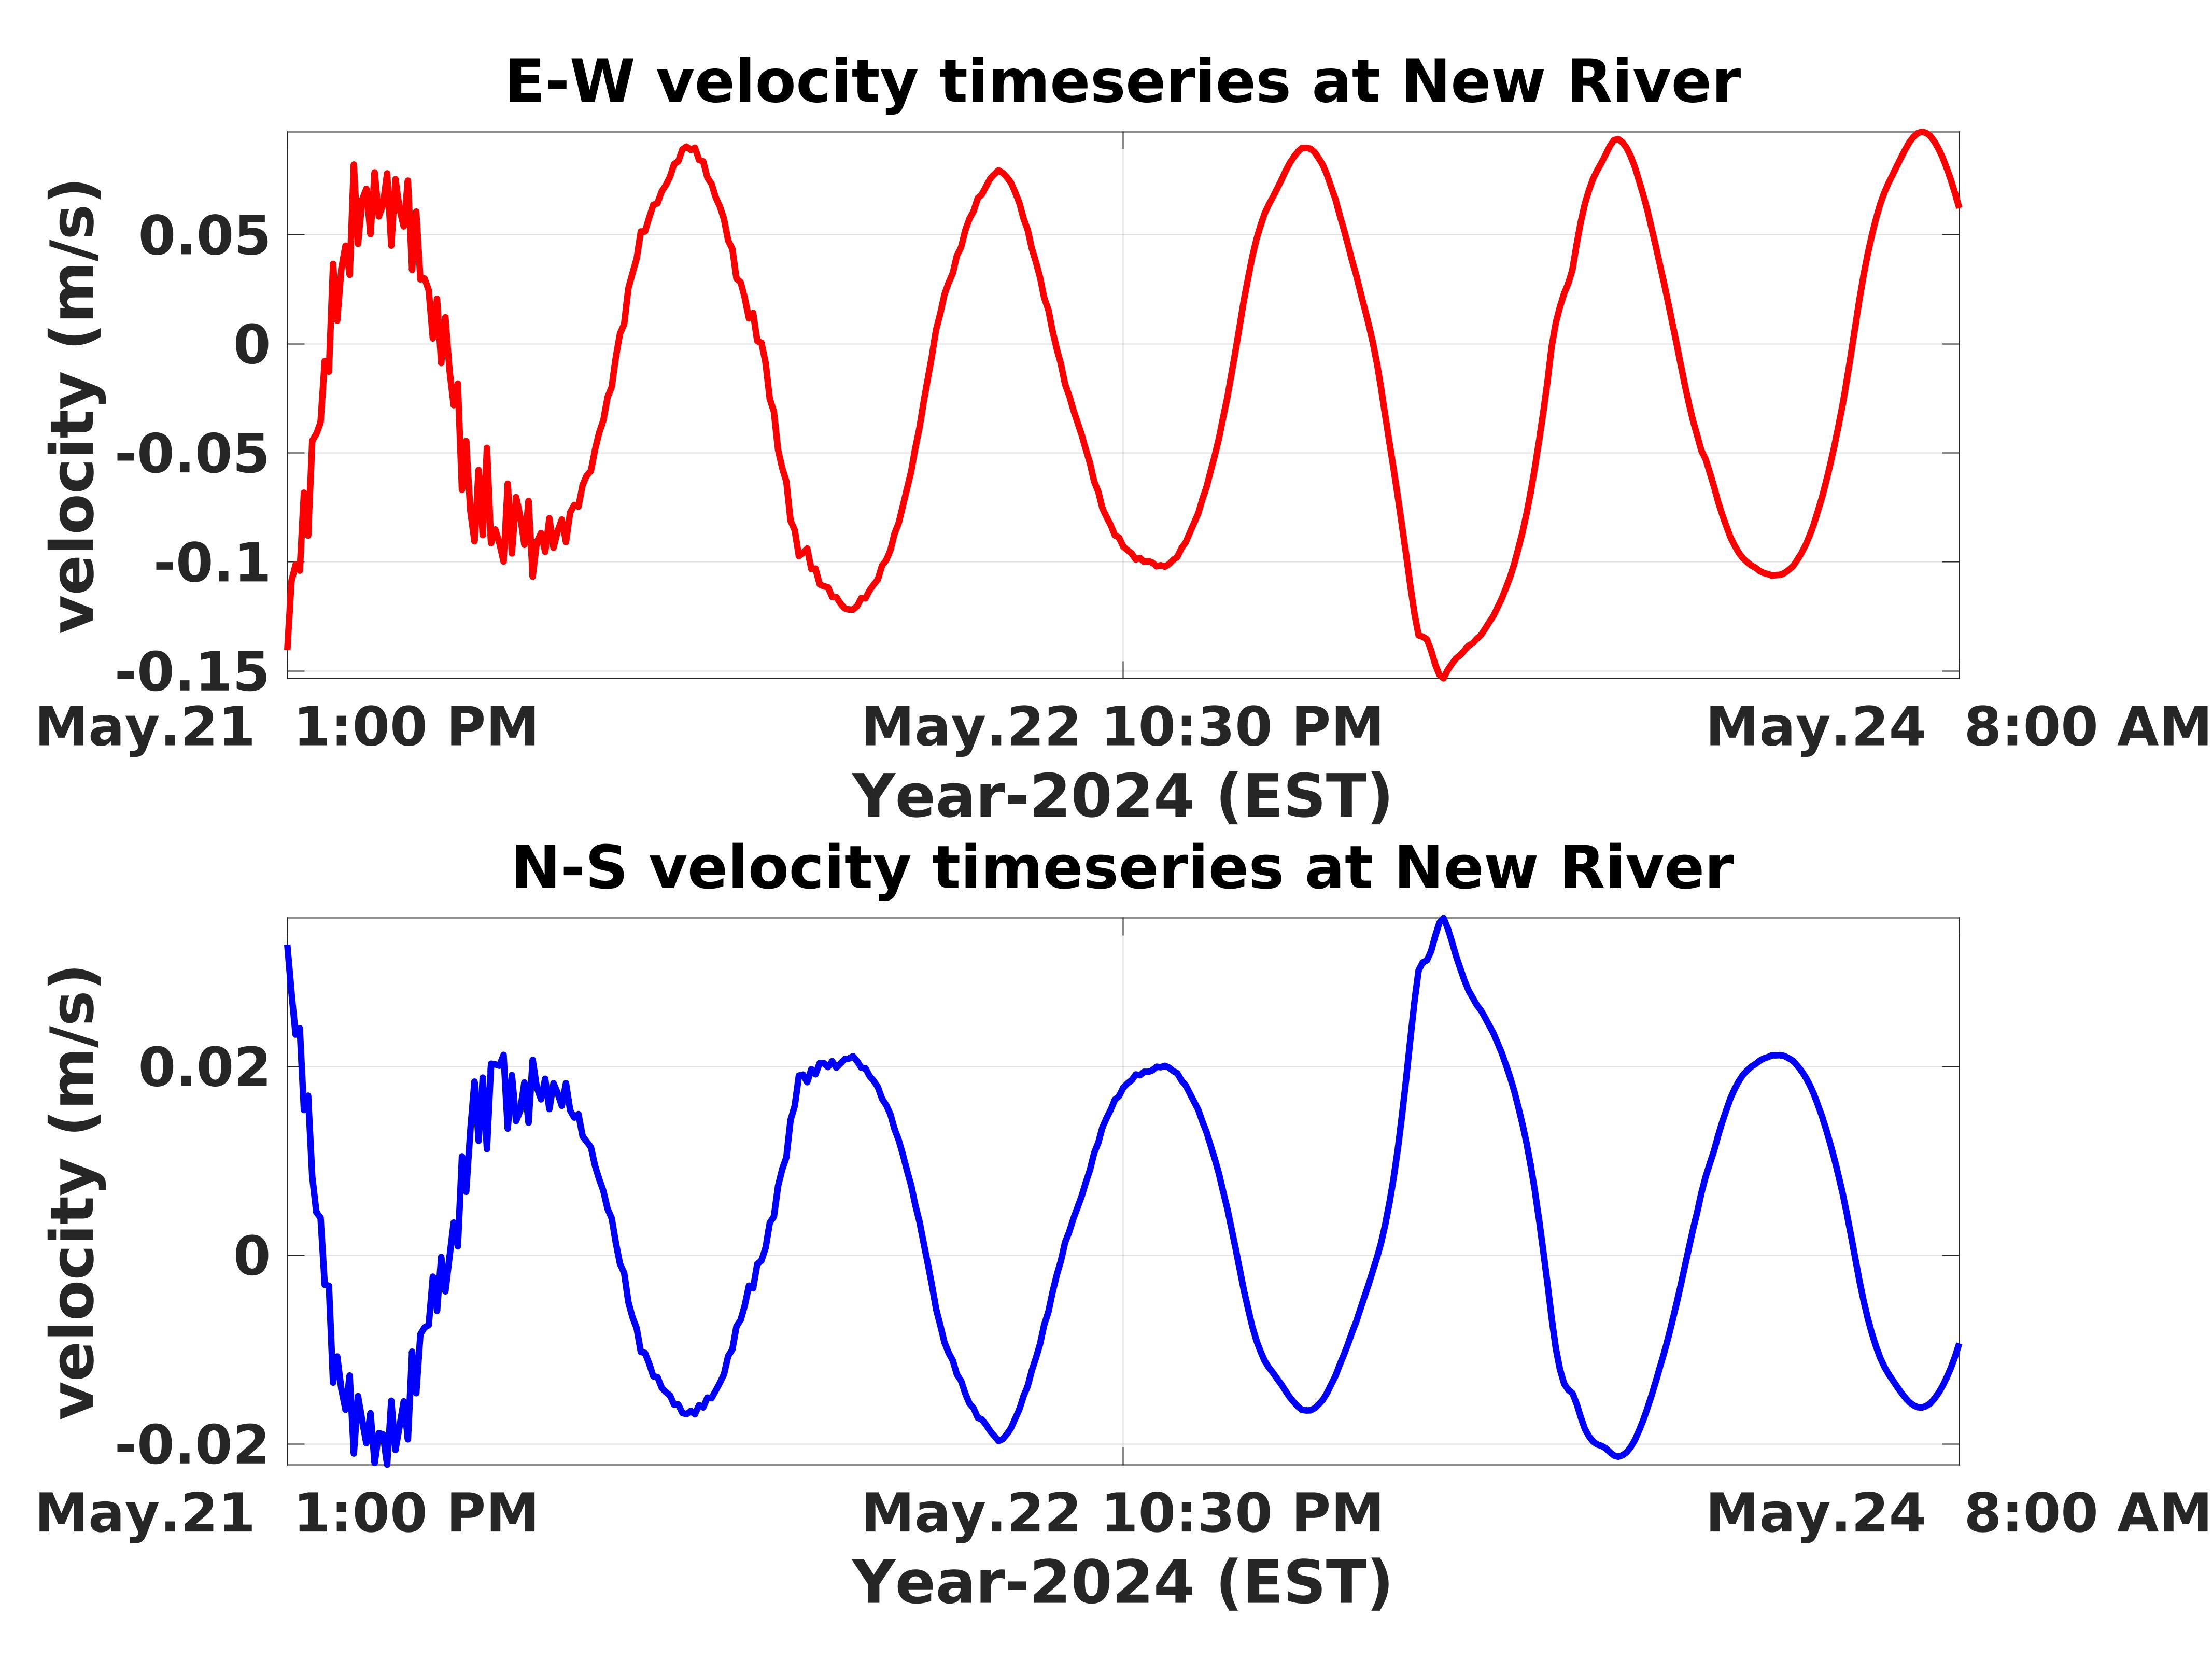 E-W velocity timeseries at New River
velocity (m/s)
0.05
0
-0.05
-0.1
-0.15
May.21  1:00 PM
May.22 10:30 PM
May.24  8:00 AM
Year-2024 (EST)
N-S velocity timeseries at New River
velocity (m/s)
0.02
0
-0.02
May.21  1:00 PM
May.22 10:30 PM
May.24  8:00 AM
Year-2024 (EST)